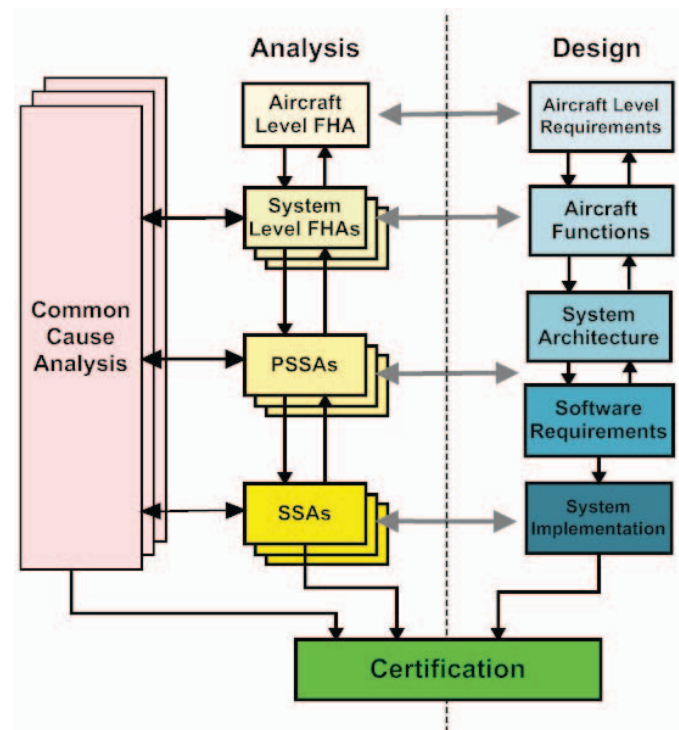 Analysis
Design
Aircraft
Level FHA
Aircraft Level
Requirements
System
Level FHAs
Aircraft
Functions
Common
Cause
Analysis
System
Architecture
PSSAs
Software
Requirements
SSAs
System
Implementation
Certification